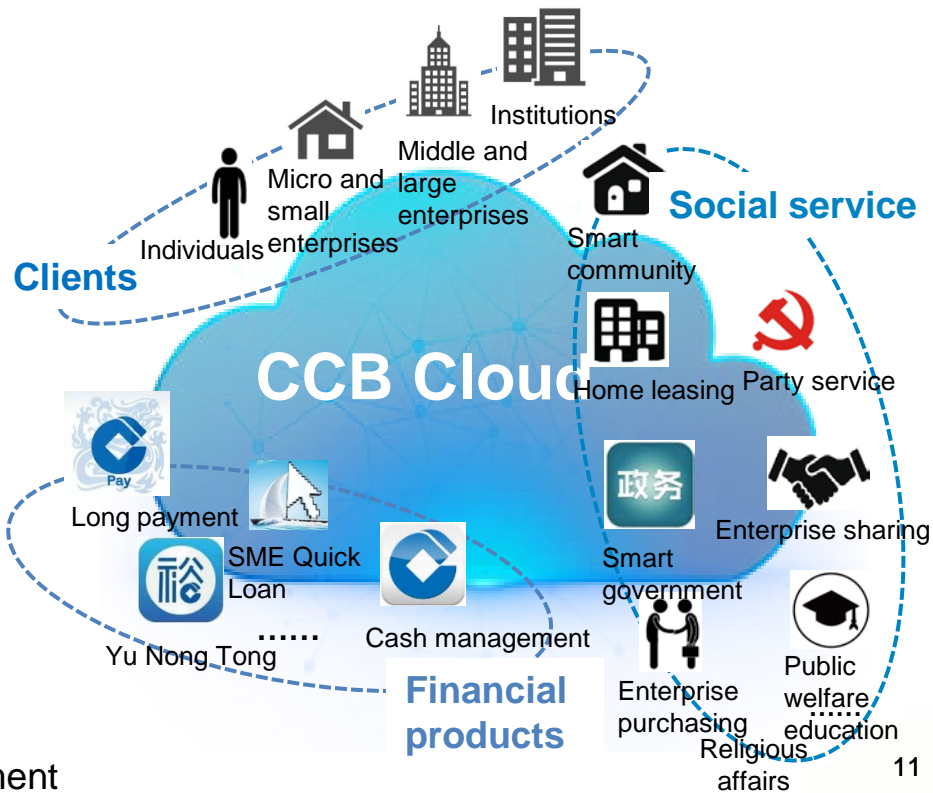 Institutions
Middle and
large
enterprises
Micro and
small
enterprises
Individuals
Clients
Social service
Smart
community
CCB Cloud
Home leasing
Party service
Pay
Long payment
SME Quick
Loan
裕
Yu Nong Tong
......
Cash management
Financial
products
政务
Smart
government
Enterprise sharing
Enterprise
purchasing
Public
welfare
education
......
Religious
affairs
ment
11